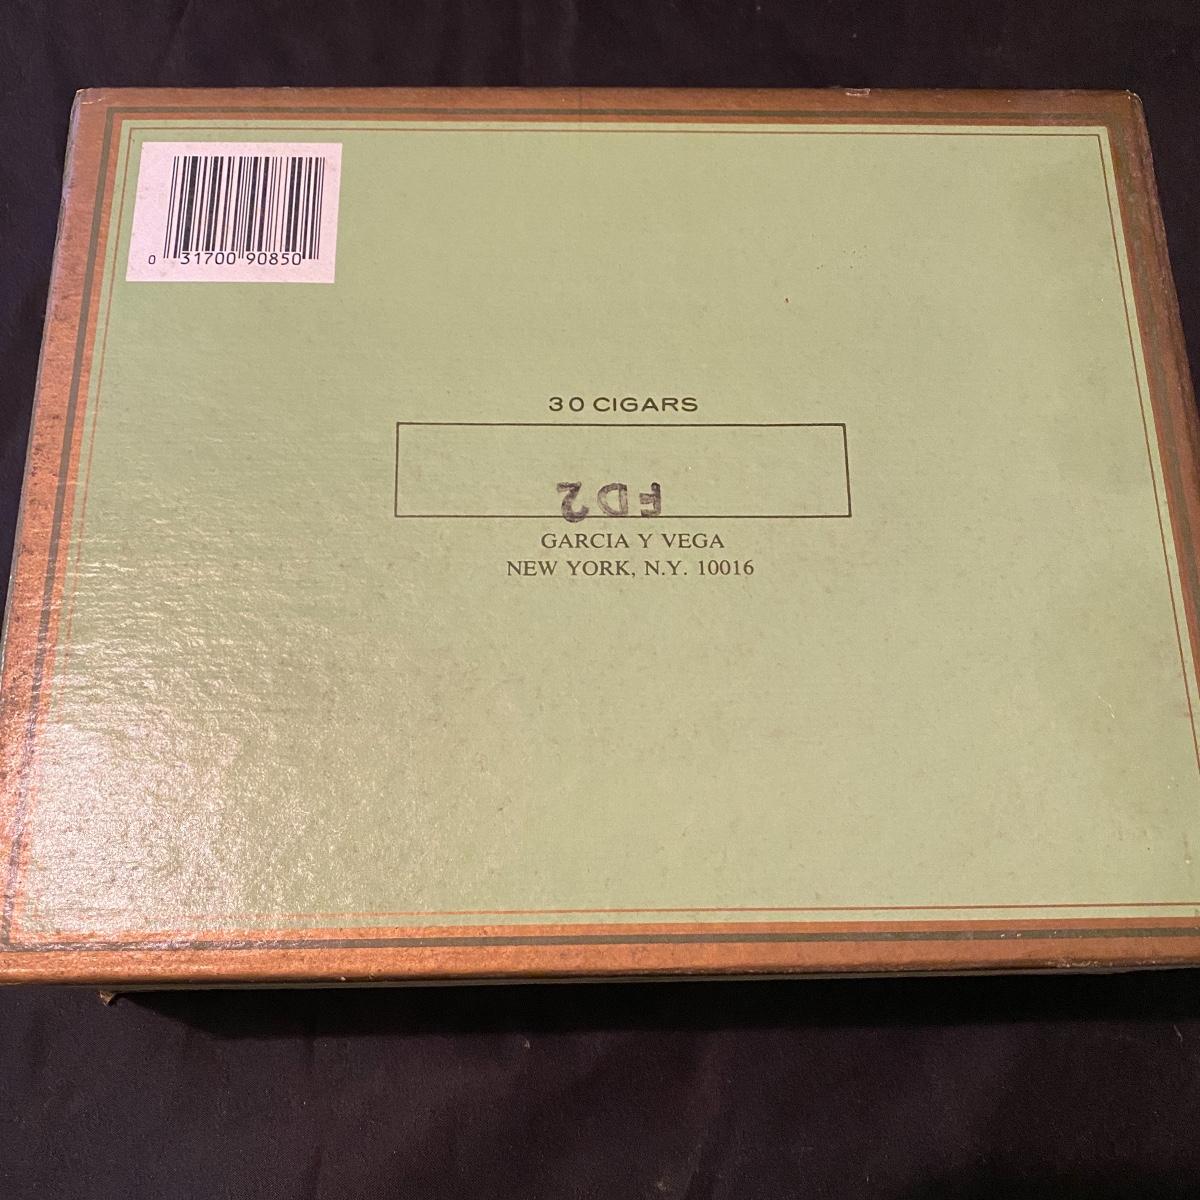 0 31700 90850
30 CIGARS
FD2
GARCIA Y VEGA
NEW YORK, N.Y. 10016